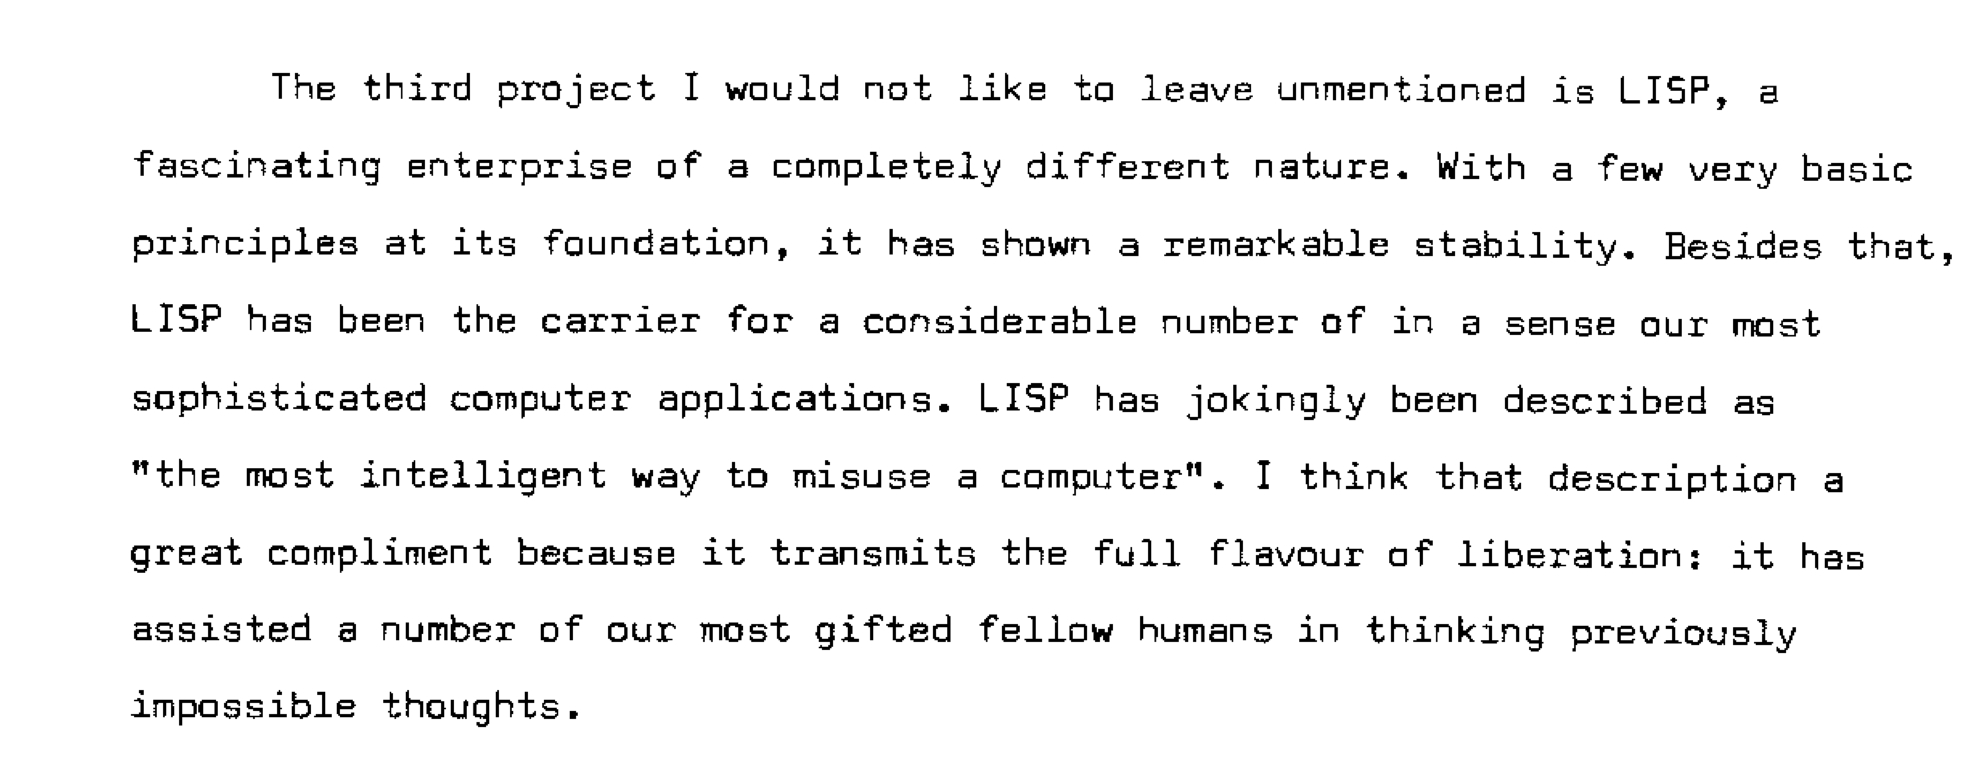 The third project I would not like to leave unmentioned is LISP, a
fascinating enterprise of a completely different nature. With a few very basic
principles at its foundation, it has shown a remarkable stability. Besides that,
LISP has been the carrier for a considerable number of in a sense our most
sophisticated computer applications. LISP has jokingly been described as
"the most intelligent way to misuse a computer". I think that description a
great compliment because it transmits the full flavour of liberation: it has
assisted a number of our most gifted fellow humans in thinking previously
impossible thoughts.